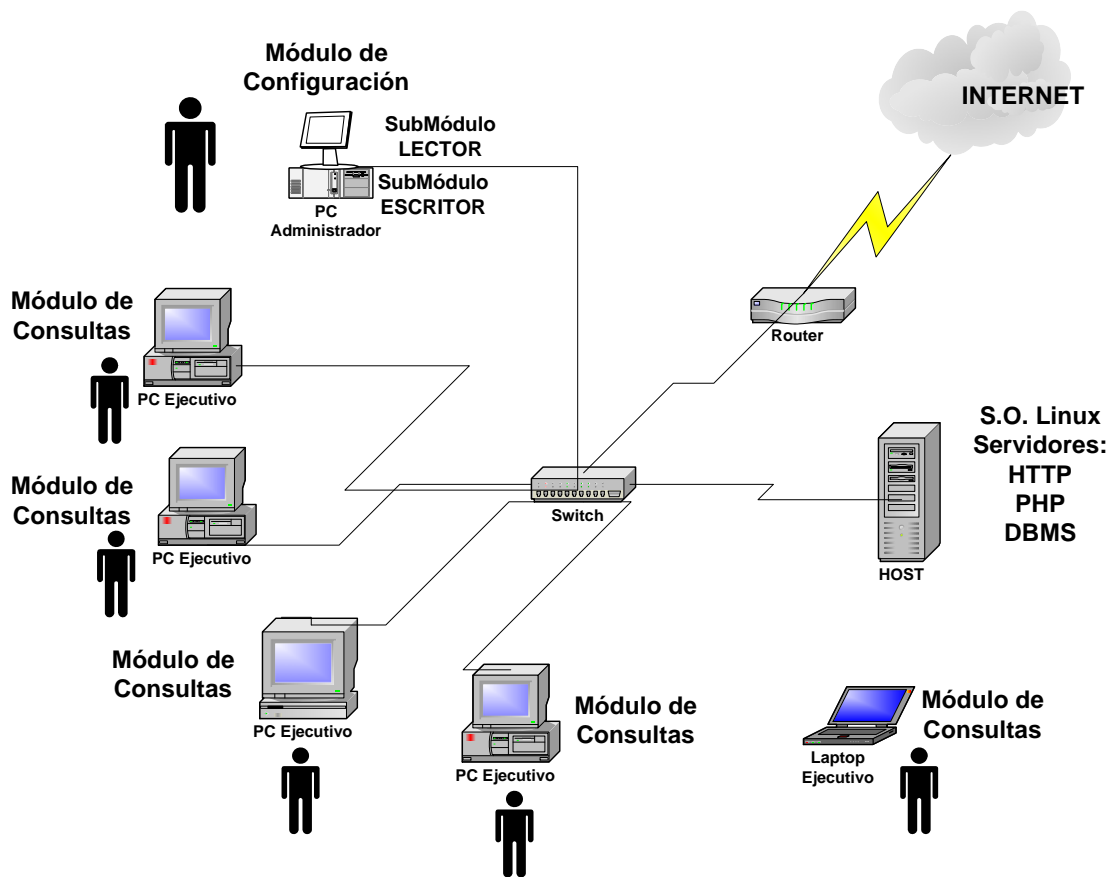 Módulo de
Configuración
INTERNET
SubMódulo
LECTOR
SubMódulo
ESCRITOR
PC
Administrador
Módulo de
Consultas
PC Ejecutivo
Router
Módulo de
Consultas
PC Ejecutivo
Switch
S.O. Linux
Servidores:
HTTP
PHP
DBMS
HOST
Módulo de
Consultas
PC Ejecutivo
Módulo de
Consultas
PC Ejecutivo
Módulo de
Consultas
Laptop
Ejecutivo